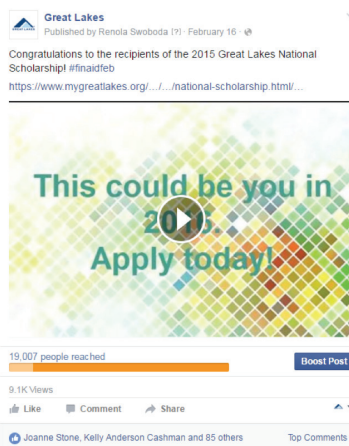 Great Lakes
Published by Renola Swoboda [?] · February 16 ·
Congratulations to the recipients of the 2015 Great Lakes National
Scholarship! #finaidfeb
https://www.mygreatlakes.org/…/…/national-scholarship.html/…
This could be you in
2016.
Apply today!
19,007 people reached
Boost Post
9.1K Views
Like Comment Share
Joanne Stone, Kelly Anderson Cashman and 85 others
Top Comments